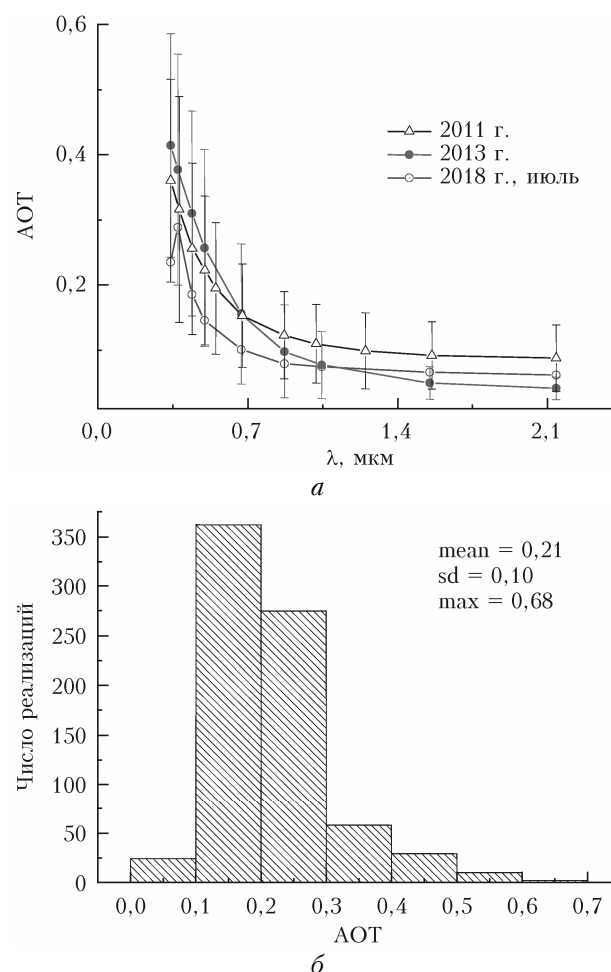 0,6
0,4
0,2
АОТ
2011 г.
2013 г.
2018 г., июль
0,0
0,7
1,4
2,1
λ, мкм
а
350
300
250
200
150
100
50
0
Число реализаций
mean = 0,21
sd = 0,10
max = 0,68
0,0
0,1
0,2
0,3
0,4
0,5
0,6
0,7
АОТ
б